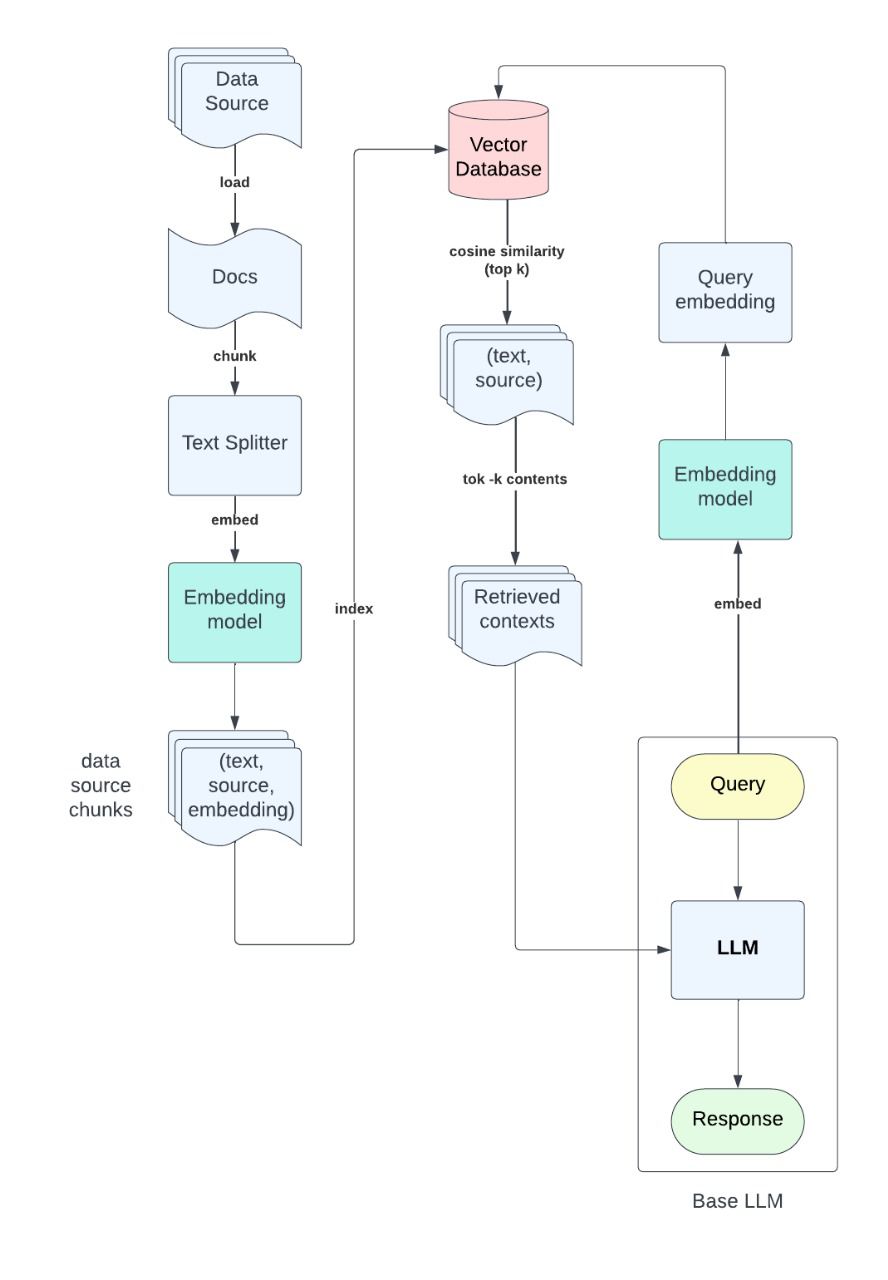 Data
Source
load
Docs
chunk
Text Splitter
embed
Embedding
model
data
source
chunks
(text,
source,
embedding)
index
Vector
Database
cosine similarity
(top k)
(text,
source)
tok -k contents
Retrieved
contexts
Query
embedding
Embedding
model
embed
Query
LLM
Response
Base LLM